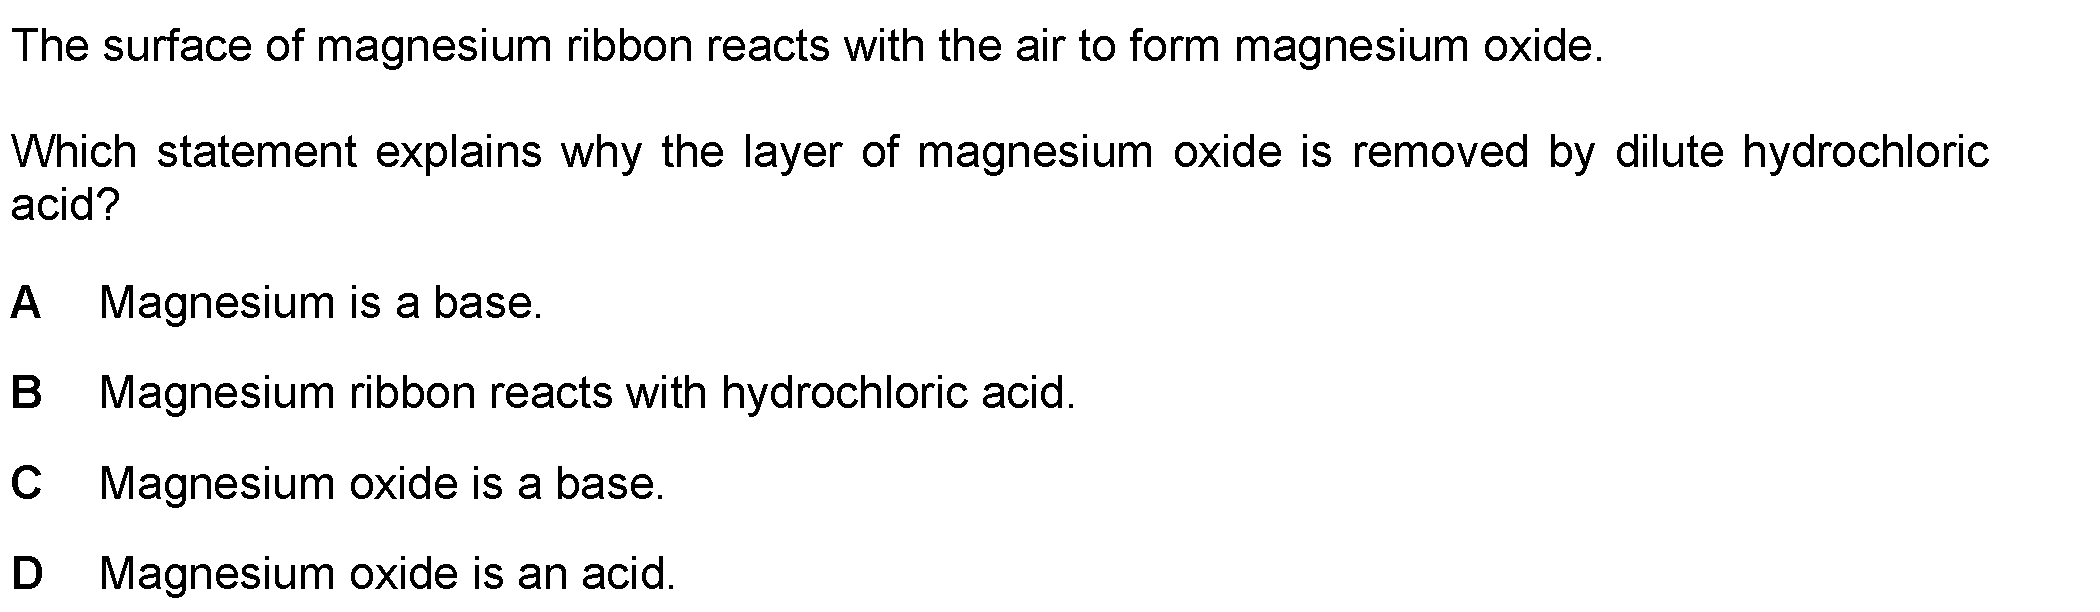 The surface of magnesium ribbon reacts with the air to form magnesium oxide.
Which statement explains why the layer of magnesium oxide is removed by dilute hydrochloric
acid?
A Magnesium is a base.
B Magnesium ribbon reacts with hydrochloric acid.
C Magnesium oxide is a base.
D Magnesium oxide is an acid.